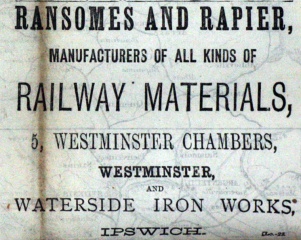 RANSOMES AND RAPIER,
MANUFACTURERS OF ALL KINDS OF
RAILWAY MATERIALS,
5, WESTMINSTER CHAMBERS,
WESTMINSTER,
AND
WATERSIDE IRON WORKS,
IPSWICH.